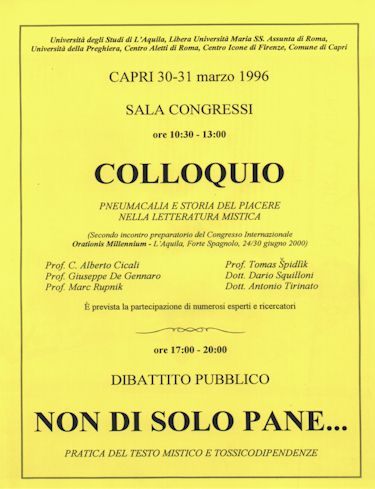 Università degli Studi di L'Aquila, Libera Università Maria SS. Assunta di Roma,
Università della Preghiera, Centro Aletti di Roma, Centro Icone di Firenze, Comune di Capri
CAPRI 30-31 marzo 1996
SALA CONGRESSI
ore 10:30 - 13:00
COLLOQUIO
PNEUMACALIA E STORIA DEL PIACERE
NELLA LETTERATURA MISTICA
(Secondo incontro preparatorio del Congresso Internazionale
Orationis Millennium - L'Aquila, Forte Spagnolo, 24/30 giugno 2000)
Prof. C. Alberto Cicali
Prof. Giuseppe De Gennaro
Prof. Marc Rupnik
Prof. Tomas Špidlik
Dott. Dario Squilloni
Dott. Antonio Tirinato
È prevista la partecipazione di numerosi esperti e ricercatori
ore 17:00 - 20:00
DIBATTITO PUBBLICO
NON DI SOLO PANE...
PRATICA DEL TESTO MISTICO E TOSSICODIPENDENZE